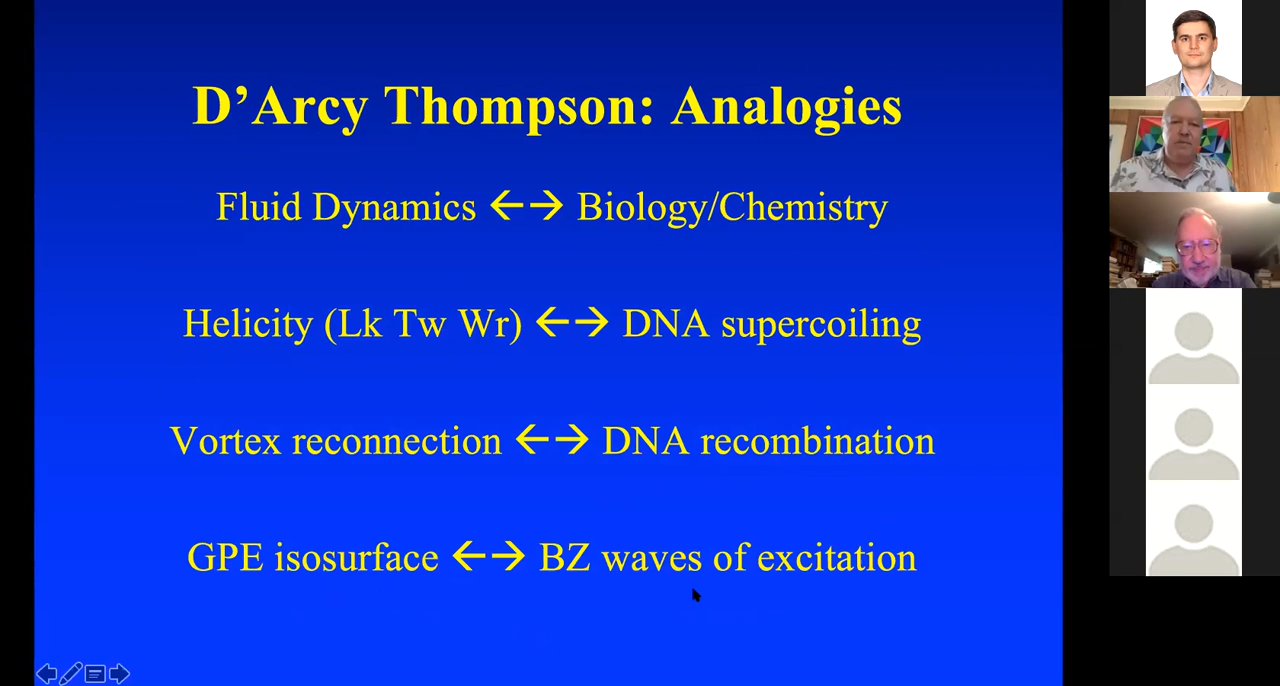 D’Arcy Thompson: Analogies
Fluid Dynamics ←→ Biology/Chemistry
Helicity (Lk Tw Wr) ←→ DNA supercoiling
Vortex reconnection ←→ DNA recombination
GPE isosurface ←→ BZ waves of excitation